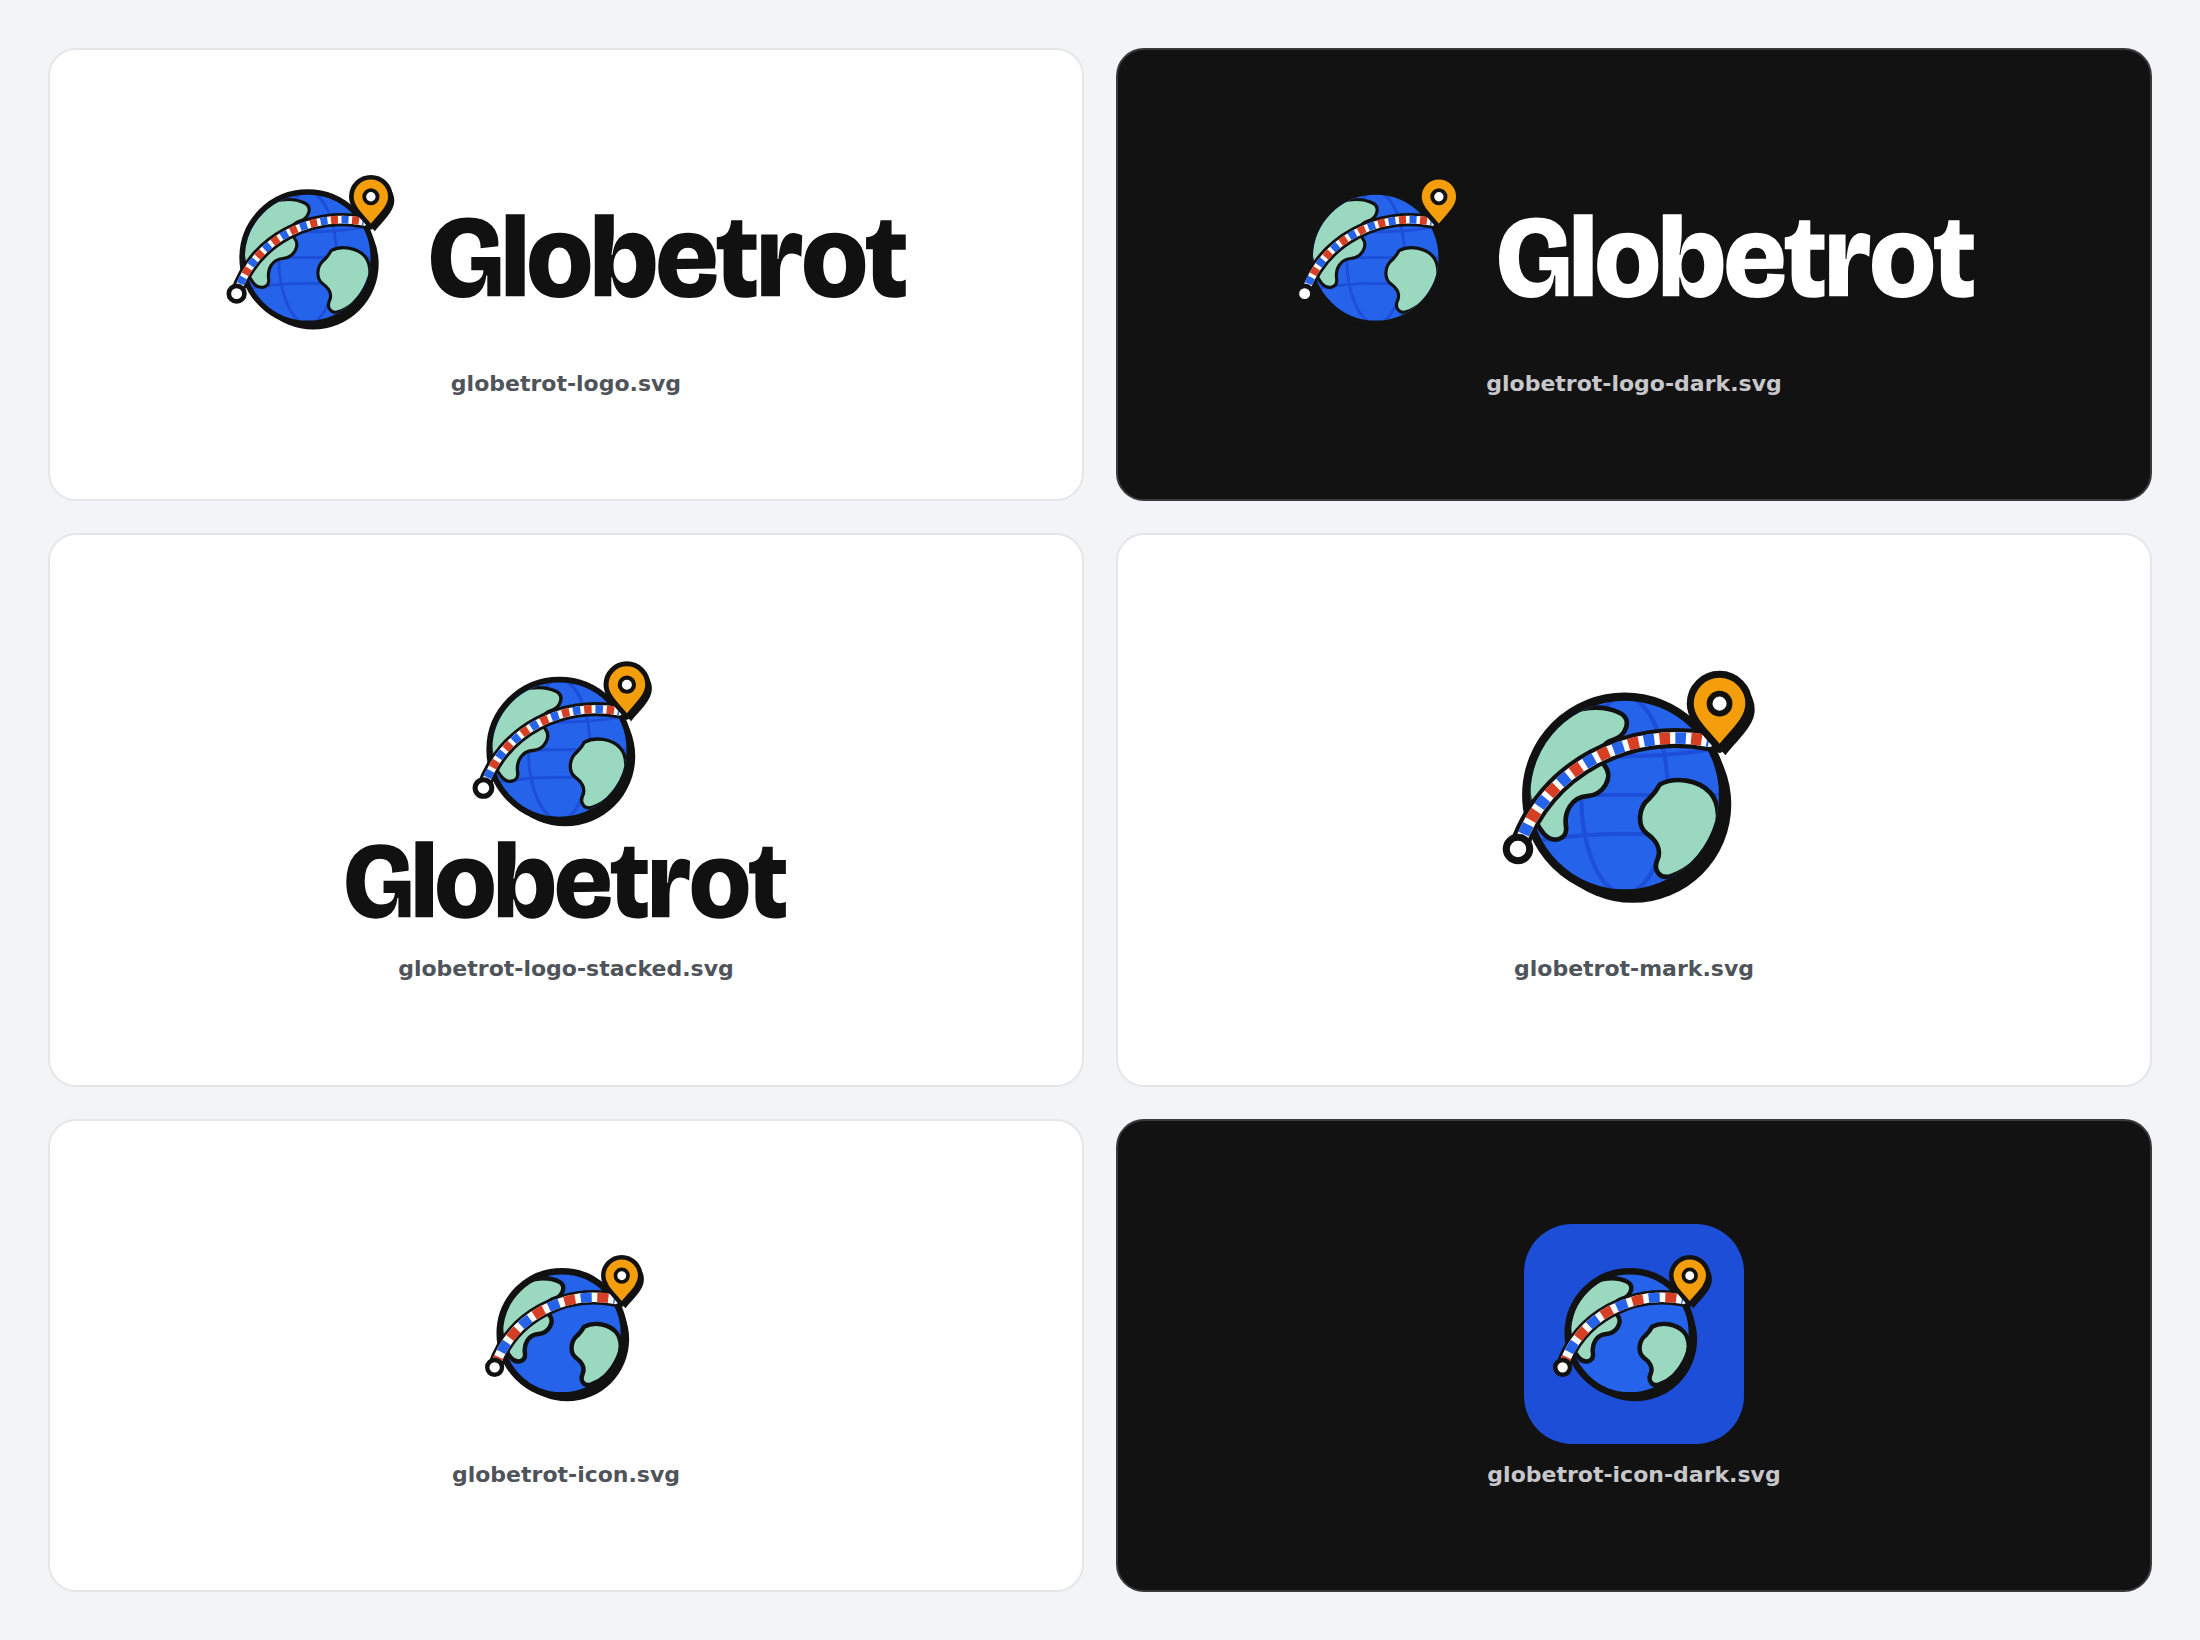 Globetrot
globetrot-logo.svg
Globetrot
globetrot-logo-dark.svg
Globetrot
globetrot-logo-stacked.svg
globetrot-mark.svg
globetrot-icon.svg
globetrot-icon-dark.svg